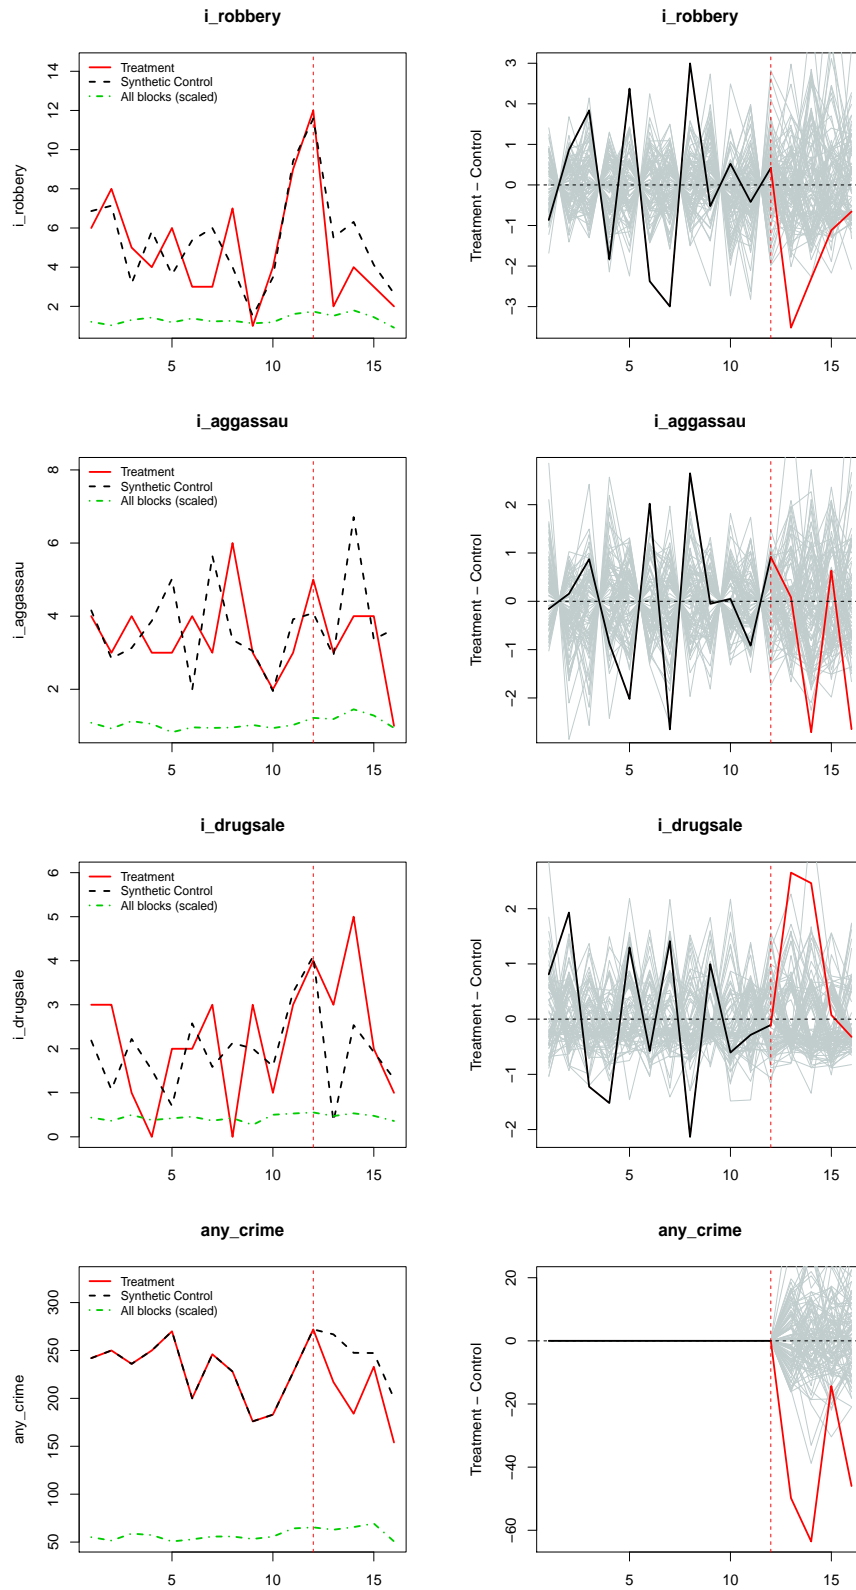 i_robbery
i_robbery
Treatment
Synthetic Control
All blocks (scaled)
i_robbery
14
12
10
8
6
4
2
5
10
15
Treatment − Control
3
2
1
0
−1
−2
−3
5
10
15
i_aggassau
i_aggassau
Treatment
Synthetic Control
All blocks (scaled)
i_aggassau
8
6
4
2
5
10
15
Treatment − Control
2
1
0
−1
−2
5
10
15
i_drugsale
i_drugsale
Treatment
Synthetic Control
All blocks (scaled)
i_drugsale
6
5
4
3
2
1
0
5
10
15
Treatment − Control
2
1
0
−1
−2
5
10
15
any_crime
any_crime
Treatment
Synthetic Control
All blocks (scaled)
any_crime
300
250
200
150
100
50
5
10
15
Treatment − Control
20
0
−20
−40
−60
5
10
15